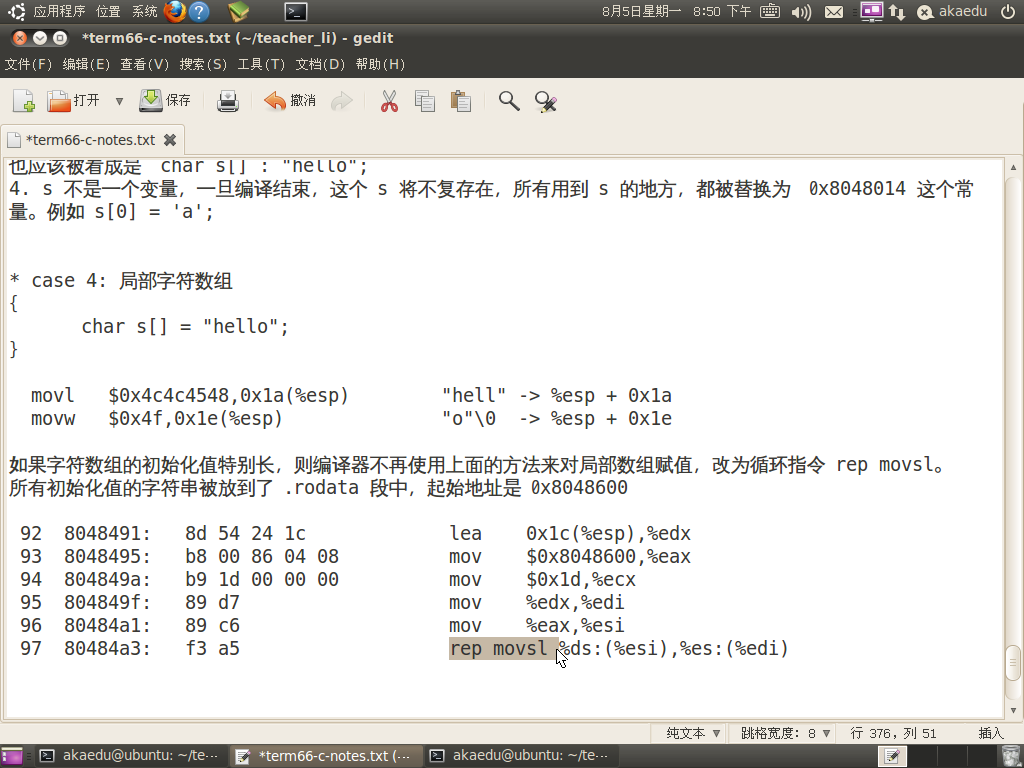 应用程序 位置 系统 8月5日星期一 8:50 下午 akaedu
*term66-c-notes.txt (~/teacher_li) - gedit
文件(F) 编辑(E) 查看(V) 搜索(S) 工具(T) 文档(D) 帮助(H)
打开 保存 撤消
*term66-c-notes.txt
也应该被看成是 char s[] : "hello";
4. s 不是一个变量，一旦编译结束，这个 s 将不复存在，所有用到 s 的地方，都被替换为 0x8048014 这个常
量。例如 s[0] = 'a';
* case 4: 局部字符数组
{
char s[] = "hello";
}
movl $0x4c4c4548,0x1a(%esp) "hell" -> %esp + 0x1a
movw $0x4f,0x1e(%esp) "o"\0 -> %esp + 0x1e
如果字符数组的初始化值特别长，则编译器不再使用上面的方法来对局部数组赋值，改为循环指令 rep movsl。
所有初始化值的字符串被放到了 .rodata 段中，起始地址是 0x8048600
92 8048491: 8d 54 24 1c lea 0x1c(%esp),%edx
93 8048495: b8 00 86 04 08 mov $0x8048600,%eax
94 804849a: b9 1d 00 00 00 mov $0x1d,%ecx
95 804849f: 89 d7 mov %edx,%edi
96 80484a1: 89 c6 mov %eax,%esi
97 80484a3: f3 a5 rep movsl %ds:(%esi),%es:(%edi)
纯文本 跳格宽度: 8 行 376, 列 51 插入
akaedu@ubuntu: ~/te··· *term66-c-notes.txt (··· akaedu@ubuntu: ~/te···